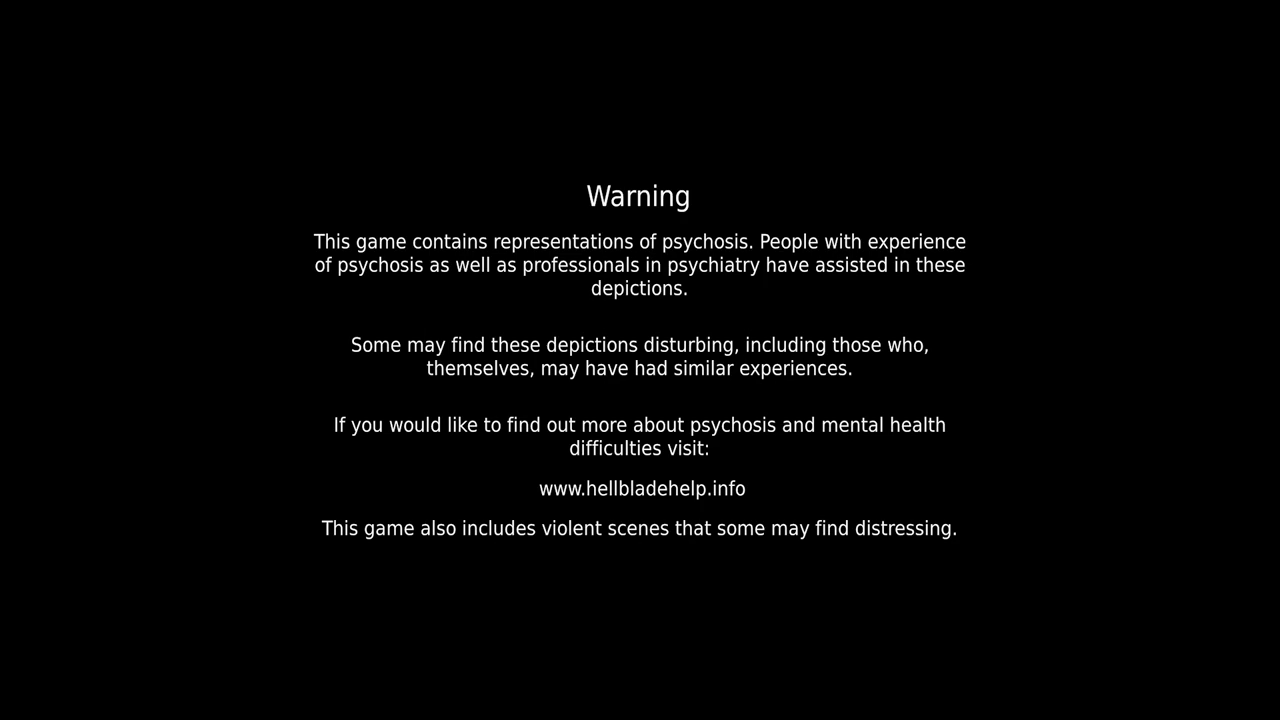 Warning
This game contains representations of psychosis. People with experience
of psychosis as well as professionals in psychiatry have assisted in these
depictions.
Some may find these depictions disturbing, including those who,
themselves, may have had similar experiences.
If you would like to find out more about psychosis and mental health
difficulties visit:
www.hellbladehelp.info
This game also includes violent scenes that some may find distressing.